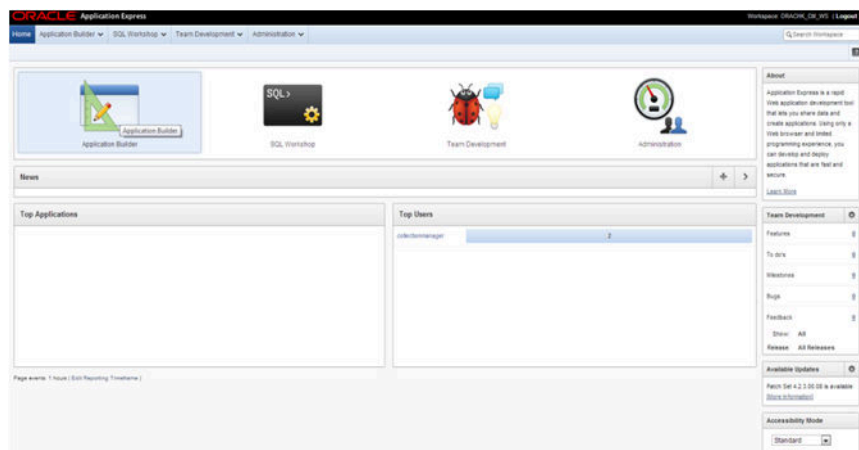 ORACLE Application Express
Workspace: ORACHK_CM_WS | Logout
Home Application Builder SQL Workshop Team Development Administration
Search Workspace
SQL>
Application Builder
Application Builder
SQL Workshop
Team Development
Administration
News
Top Applications
Top Users
collectionmanager
2
Page events 1 hour [ Edit Reporting Timeframe ]
About
Application Express is a rapid
Web application development tool
that lets you share data and
create applications. Using only a
Web browser and limited
programming experience, you
can develop and deploy
applications that are fast and
secure.
Learn More
Team Development
Features
To do's
Milestones
Bugs
Feedback
Show All
Release All Releases
Available Updates
Patch Set 4.2.3.00.08 is available
[More Information]
Accessibility Mode
Standard